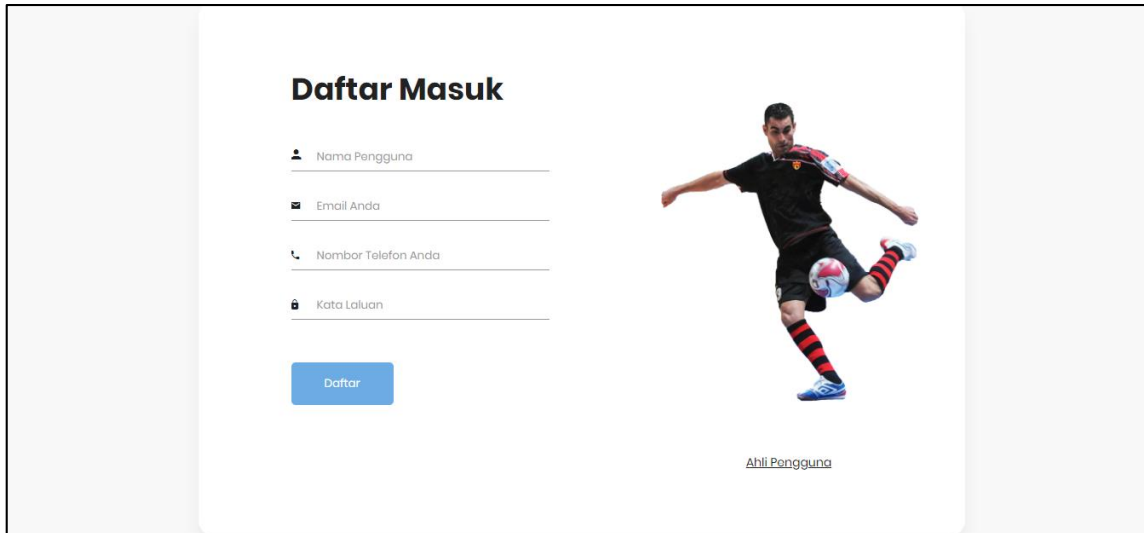 Daftar Masuk
Nama Pengguna
Email Anda
Nombor Telefon Anda
Kata Laluan
Daftar
Ahli Pengguna